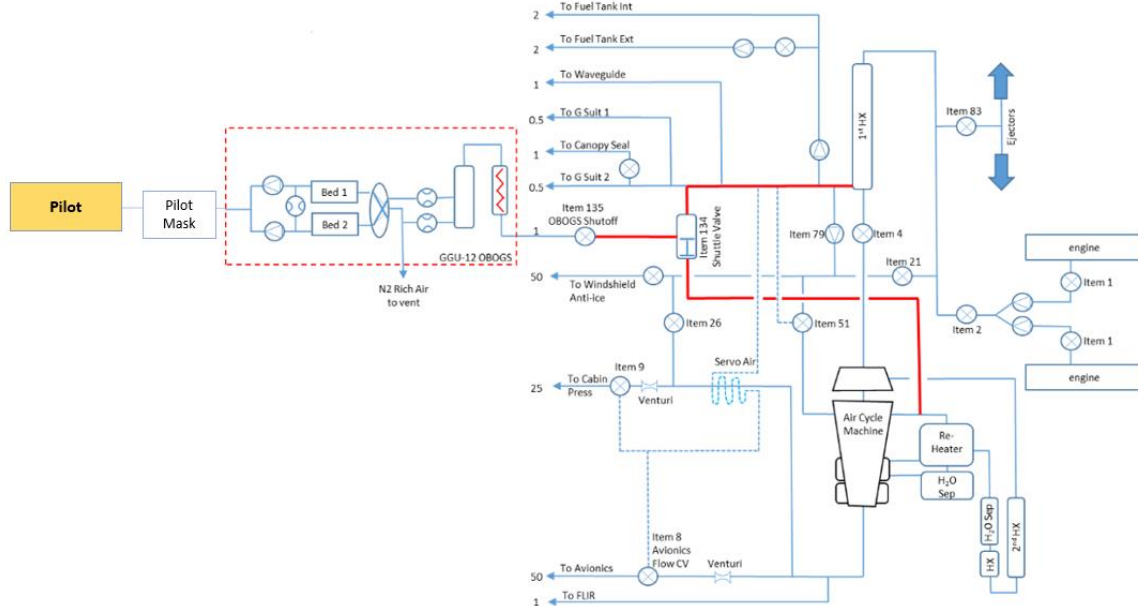 2
To Fuel Tank Int
2
To Fuel Tank Ext
1
To Waveguide
0.5
To G Suit 1
1
To Canopy Seal
0.5
To G Suit 2
1st HX
Item 83
Ejectors
Pilot
Pilot
Mask
Bed 1
Bed 2
GGU-12 OBOGS
N2 Rich Air
to vent
1
Item 135
OBOGS Shutoff
Item 134
Shuttle Valve
Item 79
Item 4
Item 21
engine
Item 1
Item 2
Item 1
engine
50
To Windshield
Anti-ice
Item 26
Item 51
25
To Cabin
Press
Item 9
Venturi
Servo Air
Air Cycle
Machine
Re-
Heater
H2O
Sep
H2O Sep
HX
2nd HX
50
To Avionics
Item 8
Avionics
Flow CV
Venturi
1
To FLIR